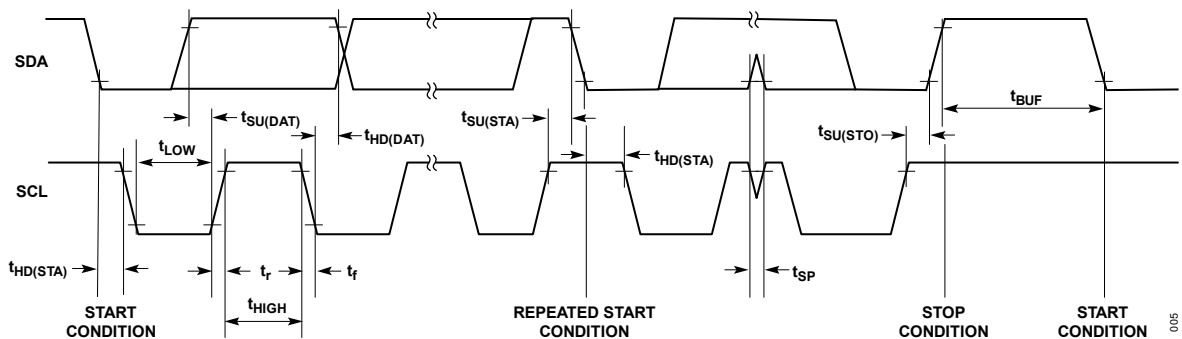 SDA
tSU(DAT)
tHD(DAT)
tSU(STA)
tBUF
tSU(STO)
tLOW
tHD(STA)
SCL
tHD(STA)
tr
tf
tSP
tHIGH
START
CONDITION
REPEATED START
CONDITION
STOP
CONDITION
START
CONDITION
005